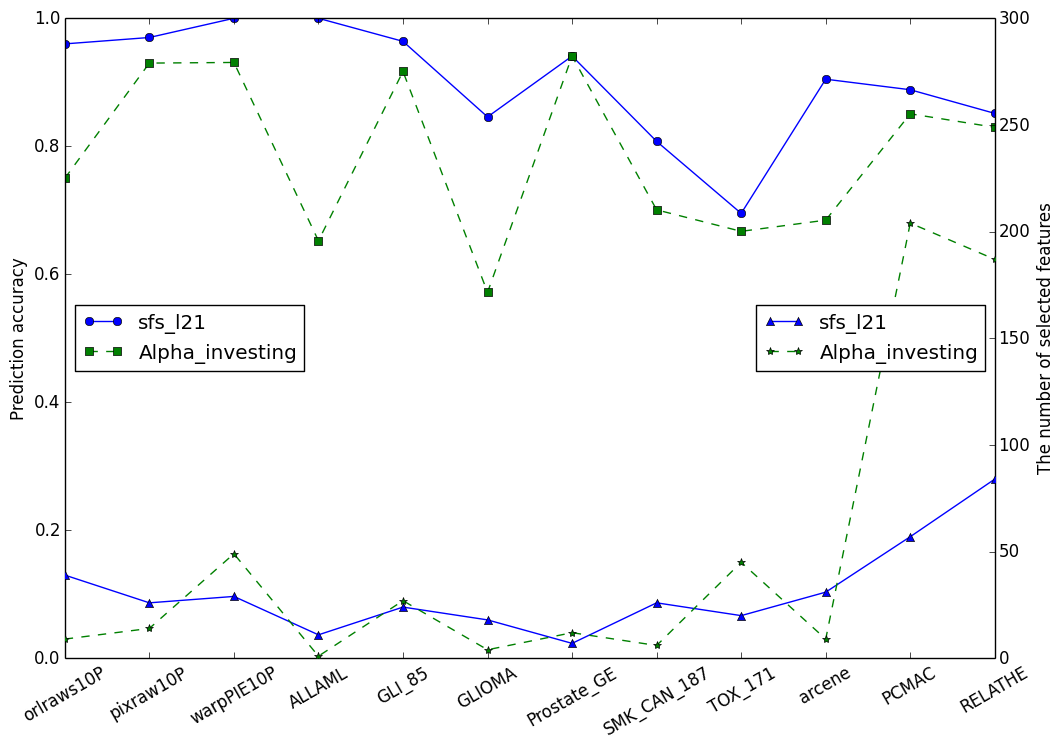 1.0
0.8
0.6
0.4
0.2
0.0
Prediction accuracy
300
250
200
150
100
50
0
The number of selected features
sfs_l21
Alpha_investing
sfs_l21
Alpha_investing
orlraws10P
pixraw10P
warpPIE10P
ALLAML
GLI_85
GLIOMA
Prostate_GE
SMK_CAN_187
TOX_171
arcene
PCMAC
RELATHE